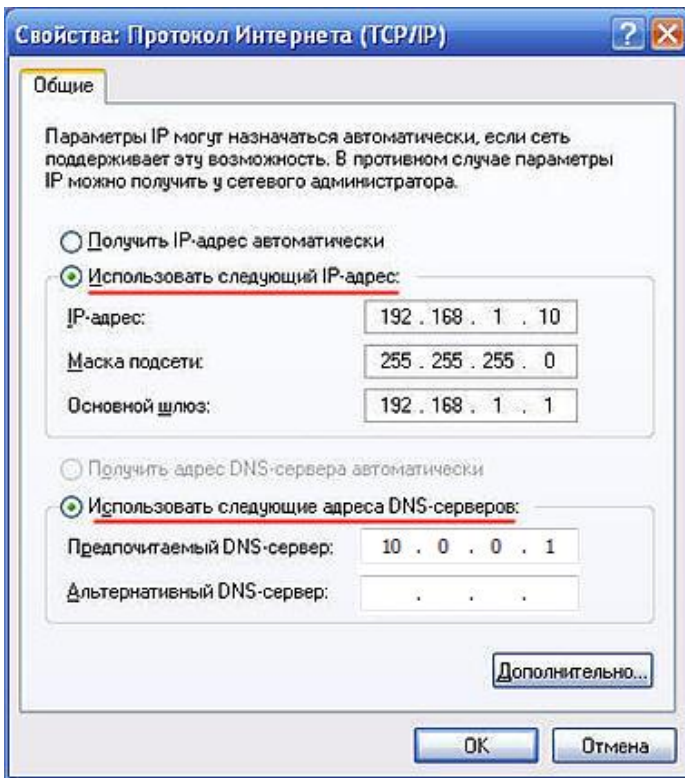 Свойства: Протокол Интернета (TCP/IP)
Общие
Параметры IP могут назначаться автоматически, если сеть
поддерживает эту возможность. В противном случае параметры
IP можно получить у сетевого администратора.
Получить IP-адрес автоматически
Использовать следующий IP-адрес:
IP-адрес: 192 . 168 . 1 . 10
Маска подсети: 255 . 255 . 255 . 0
Основной шлюз: 192 . 168 . 1 . 1
Получить адрес DNS-сервера автоматически
Использовать следующие адреса DNS-серверов:
Предпочитаемый DNS-сервер: 10 . 0 . 0 . 1
Альтернативный DNS-сервер: . . .
Дополнительно...
OK Отмена